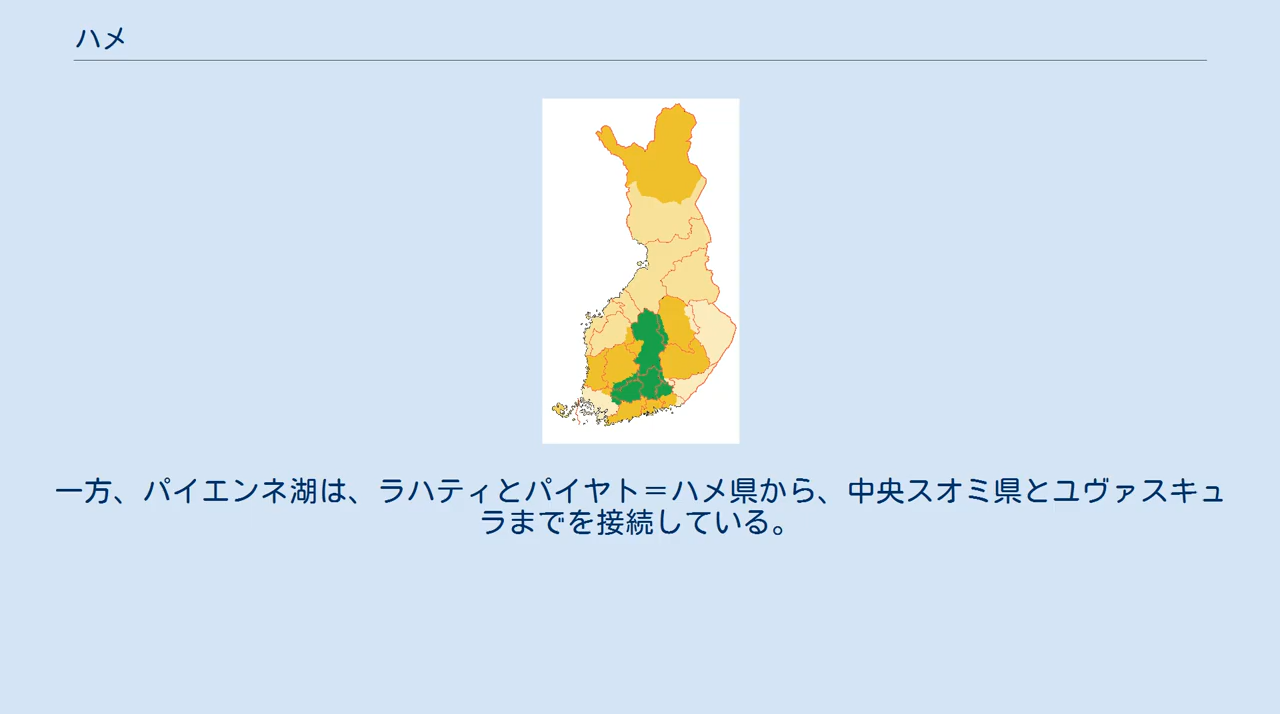 ハメ
一方、パイエンネ湖は、ラハティとパイヤト＝ハメ県から、中央スオミ県とユヴァスキュ
ラまでを接続している。